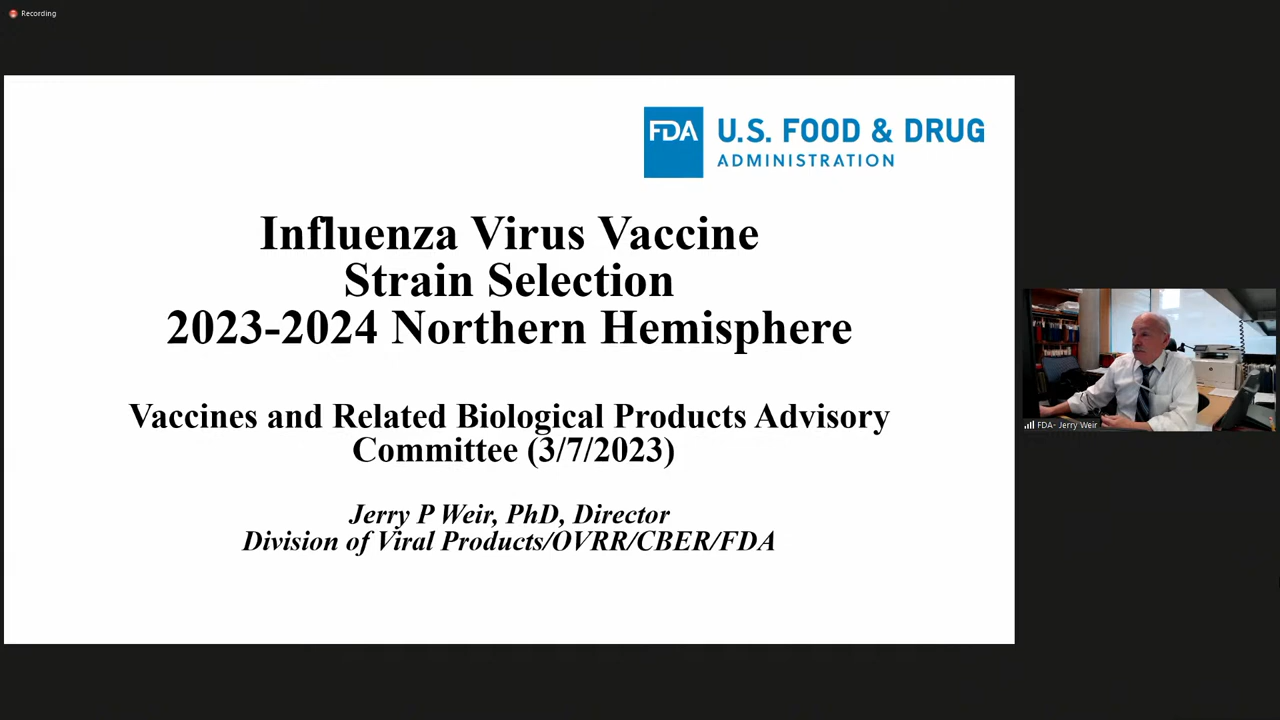 Recording
FDA U.S. FOOD & DRUG
ADMINISTRATION
Influenza Virus Vaccine
Strain Selection
2023-2024 Northern Hemisphere
Vaccines and Related Biological Products Advisory
Committee (3/7/2023)
Jerry P Weir, PhD, Director
Division of Viral Products/OVRR/CBER/FDA
FDA- Jerry Weir